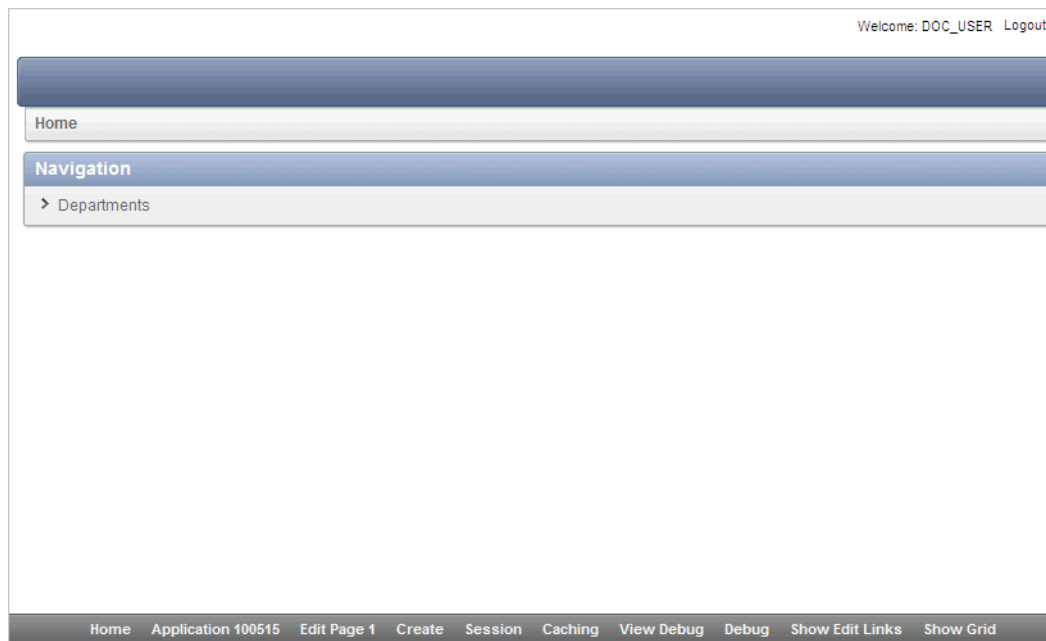 Welcome: DOC_USER Logout
Home
Navigation
Departments
Home Application 100515 Edit Page 1 Create Session Caching View Debug Debug Show Edit Links Show Grid